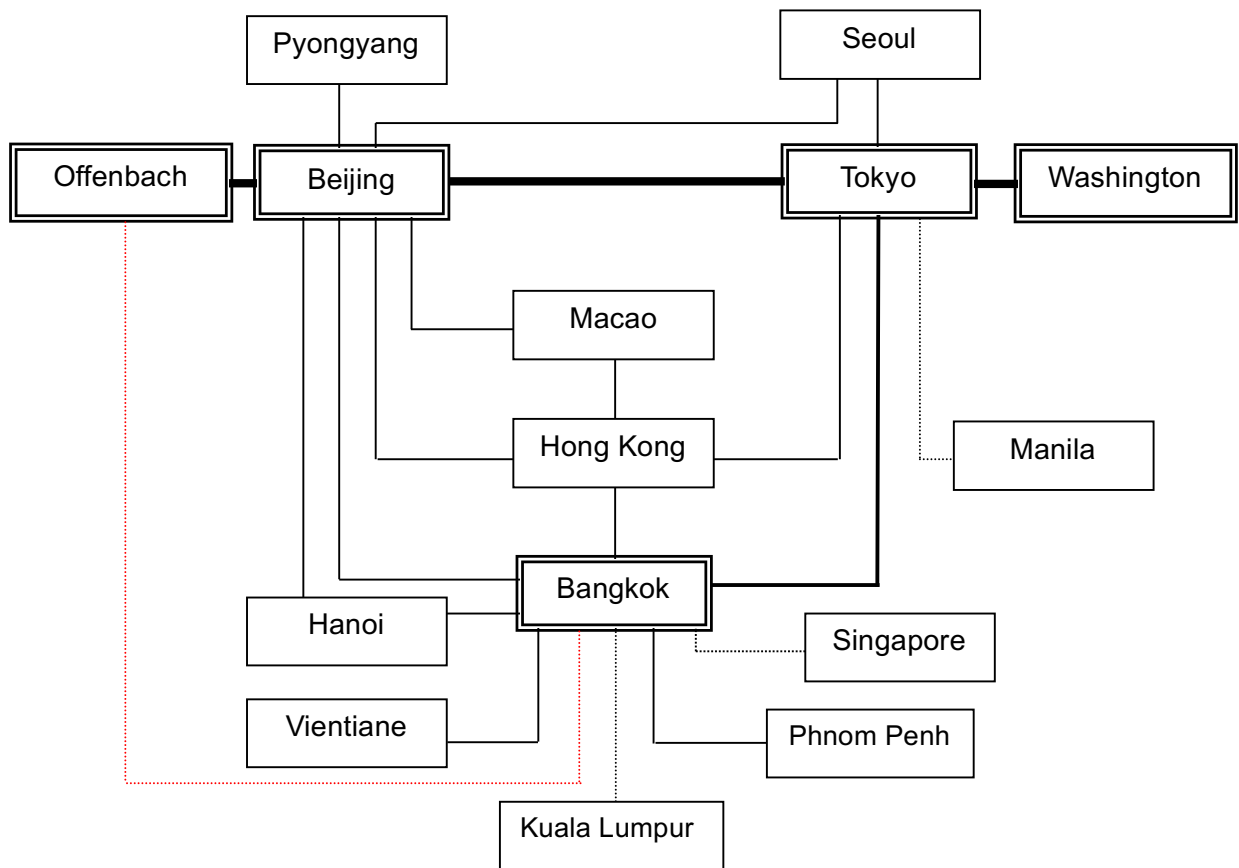 Pyongyang
Seoul
Offenbach
Beijing
Tokyo
Washington
Macao
Hong Kong
Manila
Bangkok
Hanoi
Singapore
Vientiane
Phnom Penh
Kuala Lumpur